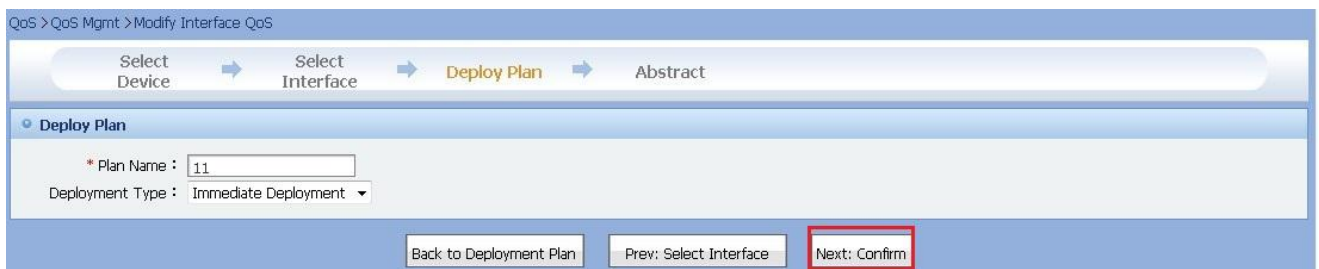 QoS >QoS Mgmt >Modify Interface QoS
Select Device
Select Interface
Deploy Plan
Abstract
Deploy Plan
* Plan Name : 11
Deployment Type : Immediate Deployment
Back to Deployment Plan Prev: Select Interface Next: Confirm